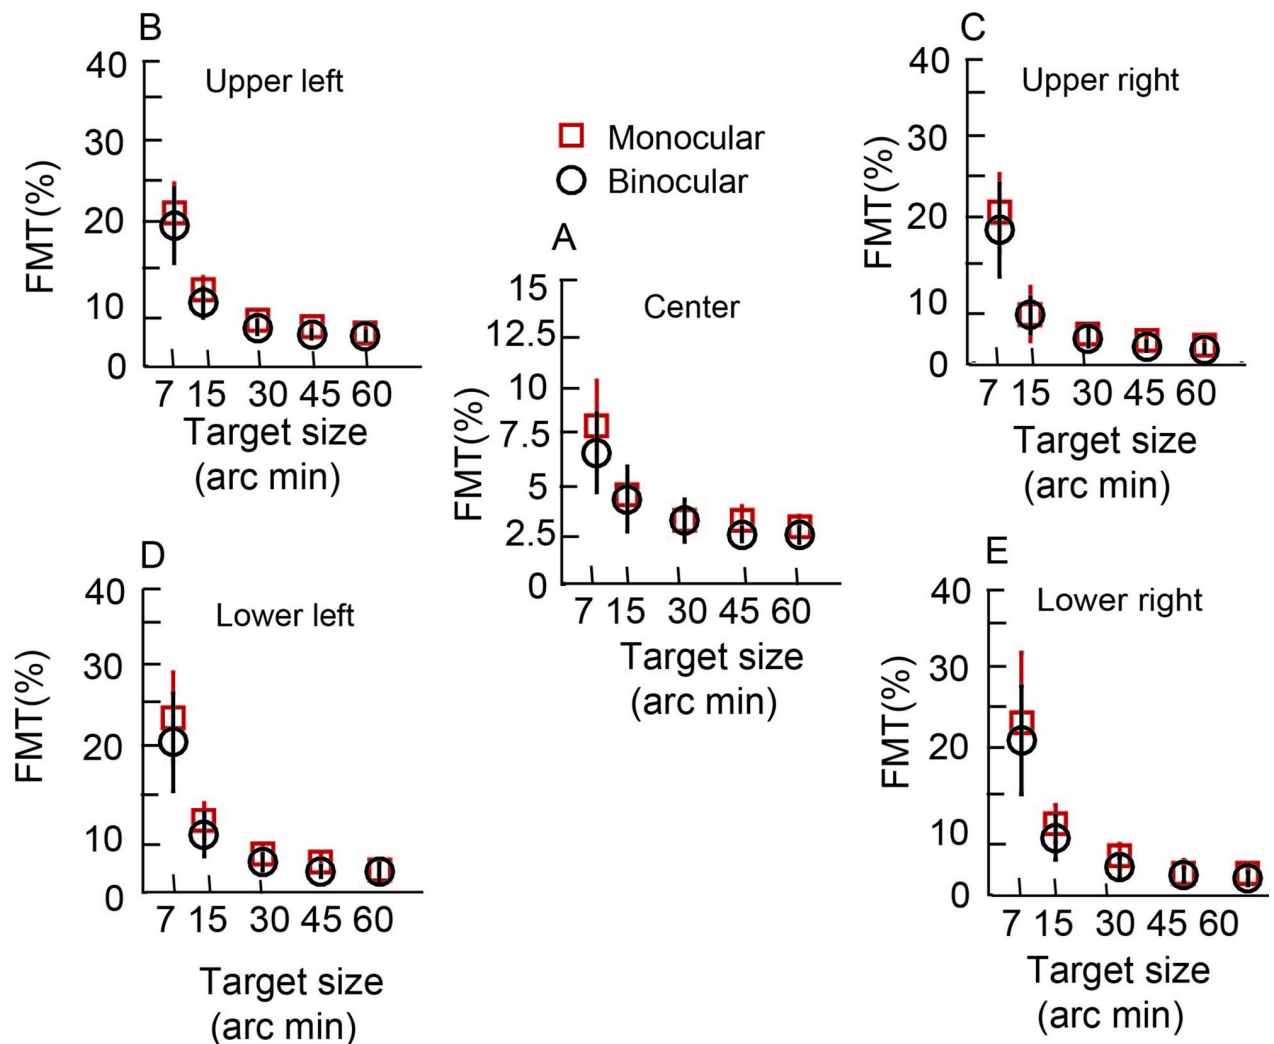 B
Upper left
40
30
20
10
0
FMT(%)
7 15 30 45 60
Target size
(arc min)
Monocular
Binocular
C
Upper right
40
30
20
10
0
FMT(%)
7 15 30 45 60
Target size
(arc min)
A
Center
15
12.5
10
7.5
5
2.5
0
FMT(%)
7 15 30 45 60
Target size
(arc min)
D
Lower left
40
30
20
10
0
FMT(%)
7 15 30 45 60
Target size
(arc min)
E
Lower right
40
30
20
10
0
FMT(%)
7 15 30 45 60
Target size
(arc min)